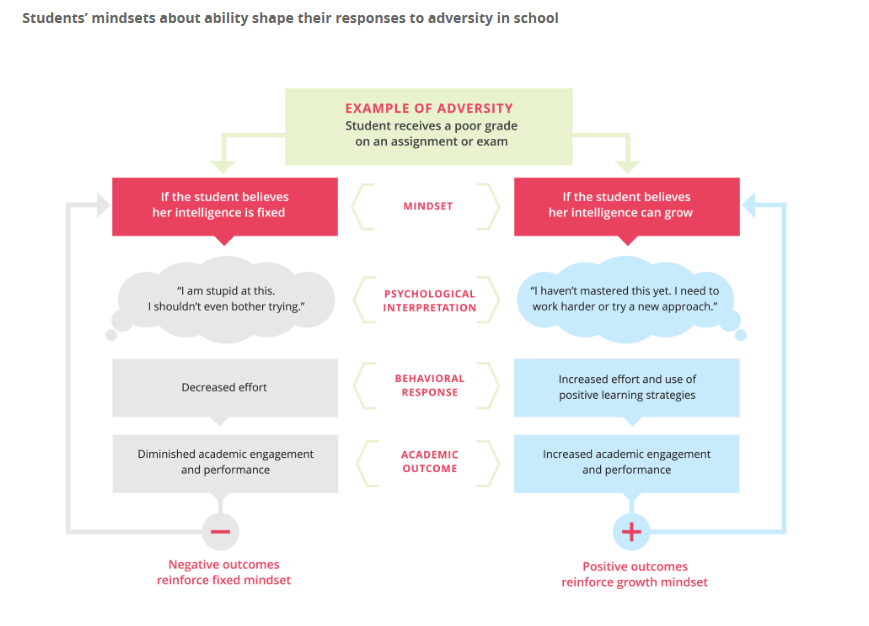 Students’ mindsets about ability shape their responses to adversity in school
EXAMPLE OF ADVERSITY
Student receives a poor grade
on an assignment or exam
If the student believes
her intelligence is fixed
MINDSET
If the student believes
her intelligence can grow
“I am stupid at this.
I shouldn’t even bother trying.”
PSYCHOLOGICAL
INTERPRETATION
“I haven’t mastered this yet. I need to
work harder or try a new approach.”
Decreased effort
BEHAVIORAL
RESPONSE
Increased effort and use of
positive learning strategies
Diminished academic engagement
and performance
ACADEMIC
OUTCOME
Increased academic engagement
and performance
Negative outcomes
reinforce fixed mindset
Positive outcomes
reinforce growth mindset